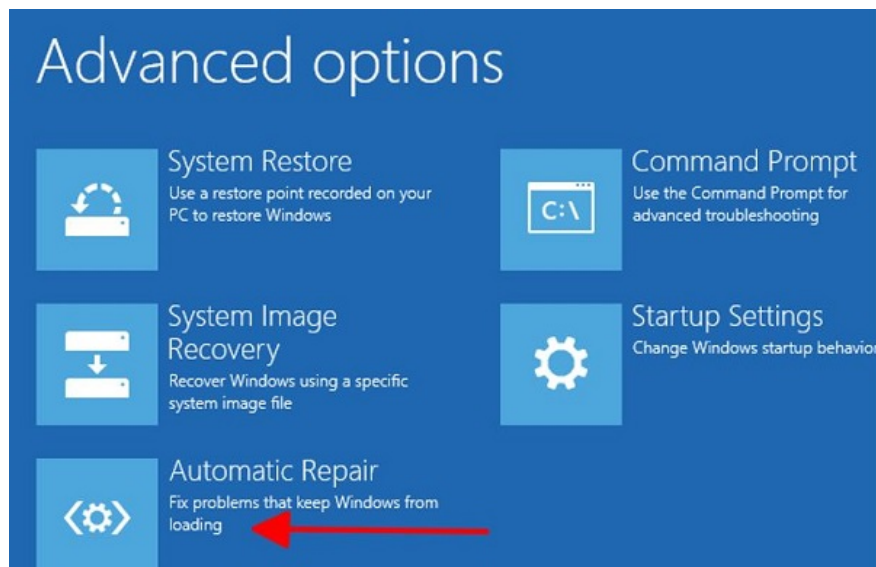 Advanced options
System Restore
Use a restore point recorded on your
PC to restore Windows
Command Prompt
Use the Command Prompt for
advanced troubleshooting
C:\
System Image
Recovery
Recover Windows using a specific
system image file
Startup Settings
Change Windows startup behavior
Automatic Repair
Fix problems that keep Windows from
loading